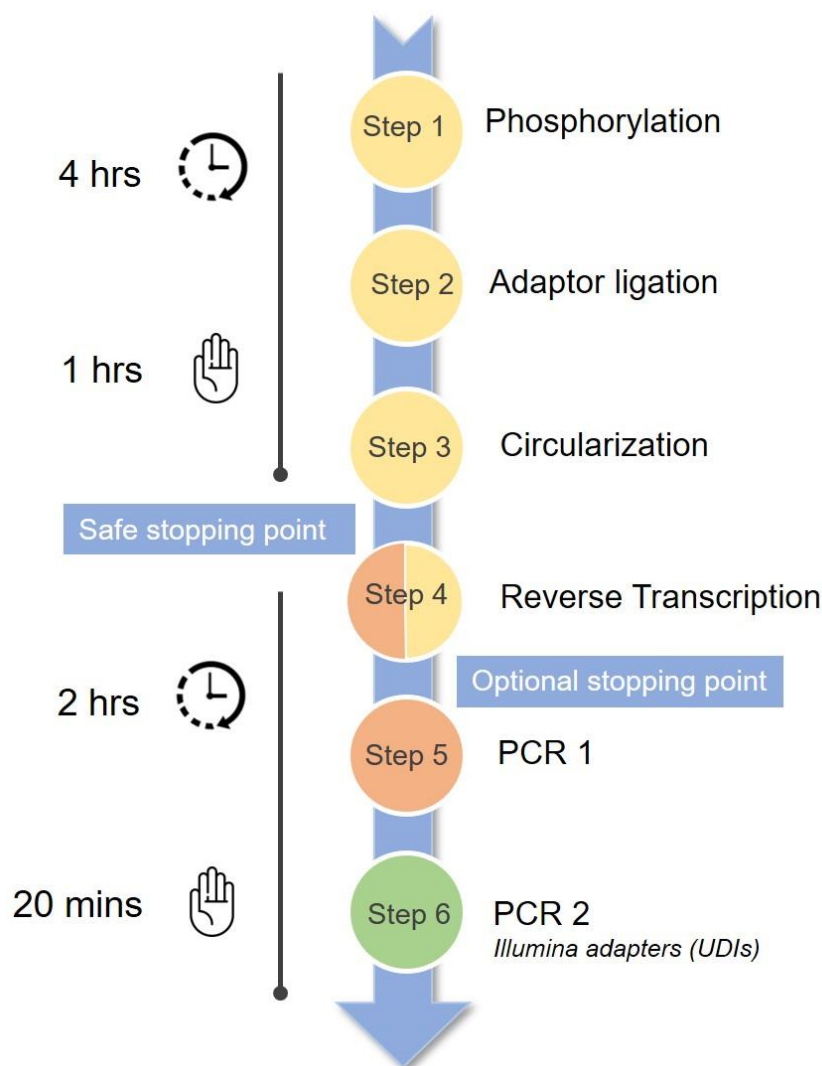 Step 1
Phosphorylation
4 hrs
Step 2
Adaptor ligation
1 hrs
Step 3
Circularization
Safe stopping point
Step 4
Reverse Transcription
Optional stopping point
2 hrs
Step 5
PCR 1
20 mins
Step 6
PCR 2
Illumina adapters (UDIs)